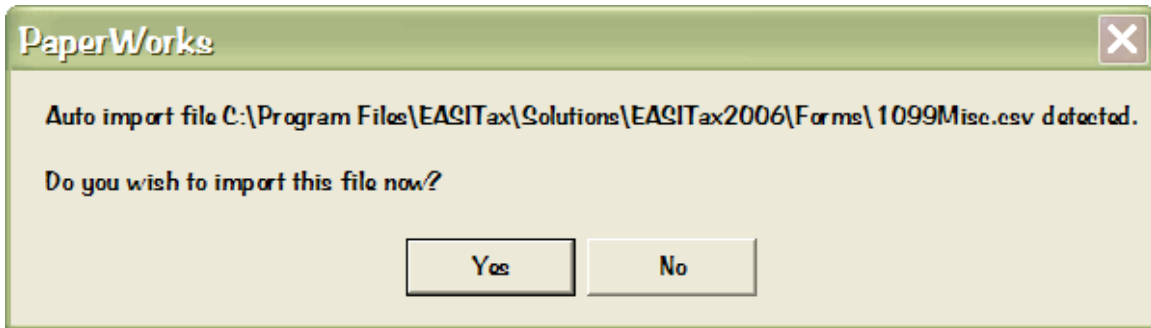 PaperWorks
Auto import file C:\Program Files\EASITax\Solutions\EASITax2006\Forms\1099Misc.csv detected.
Do you wish to import this file now?
Yes No